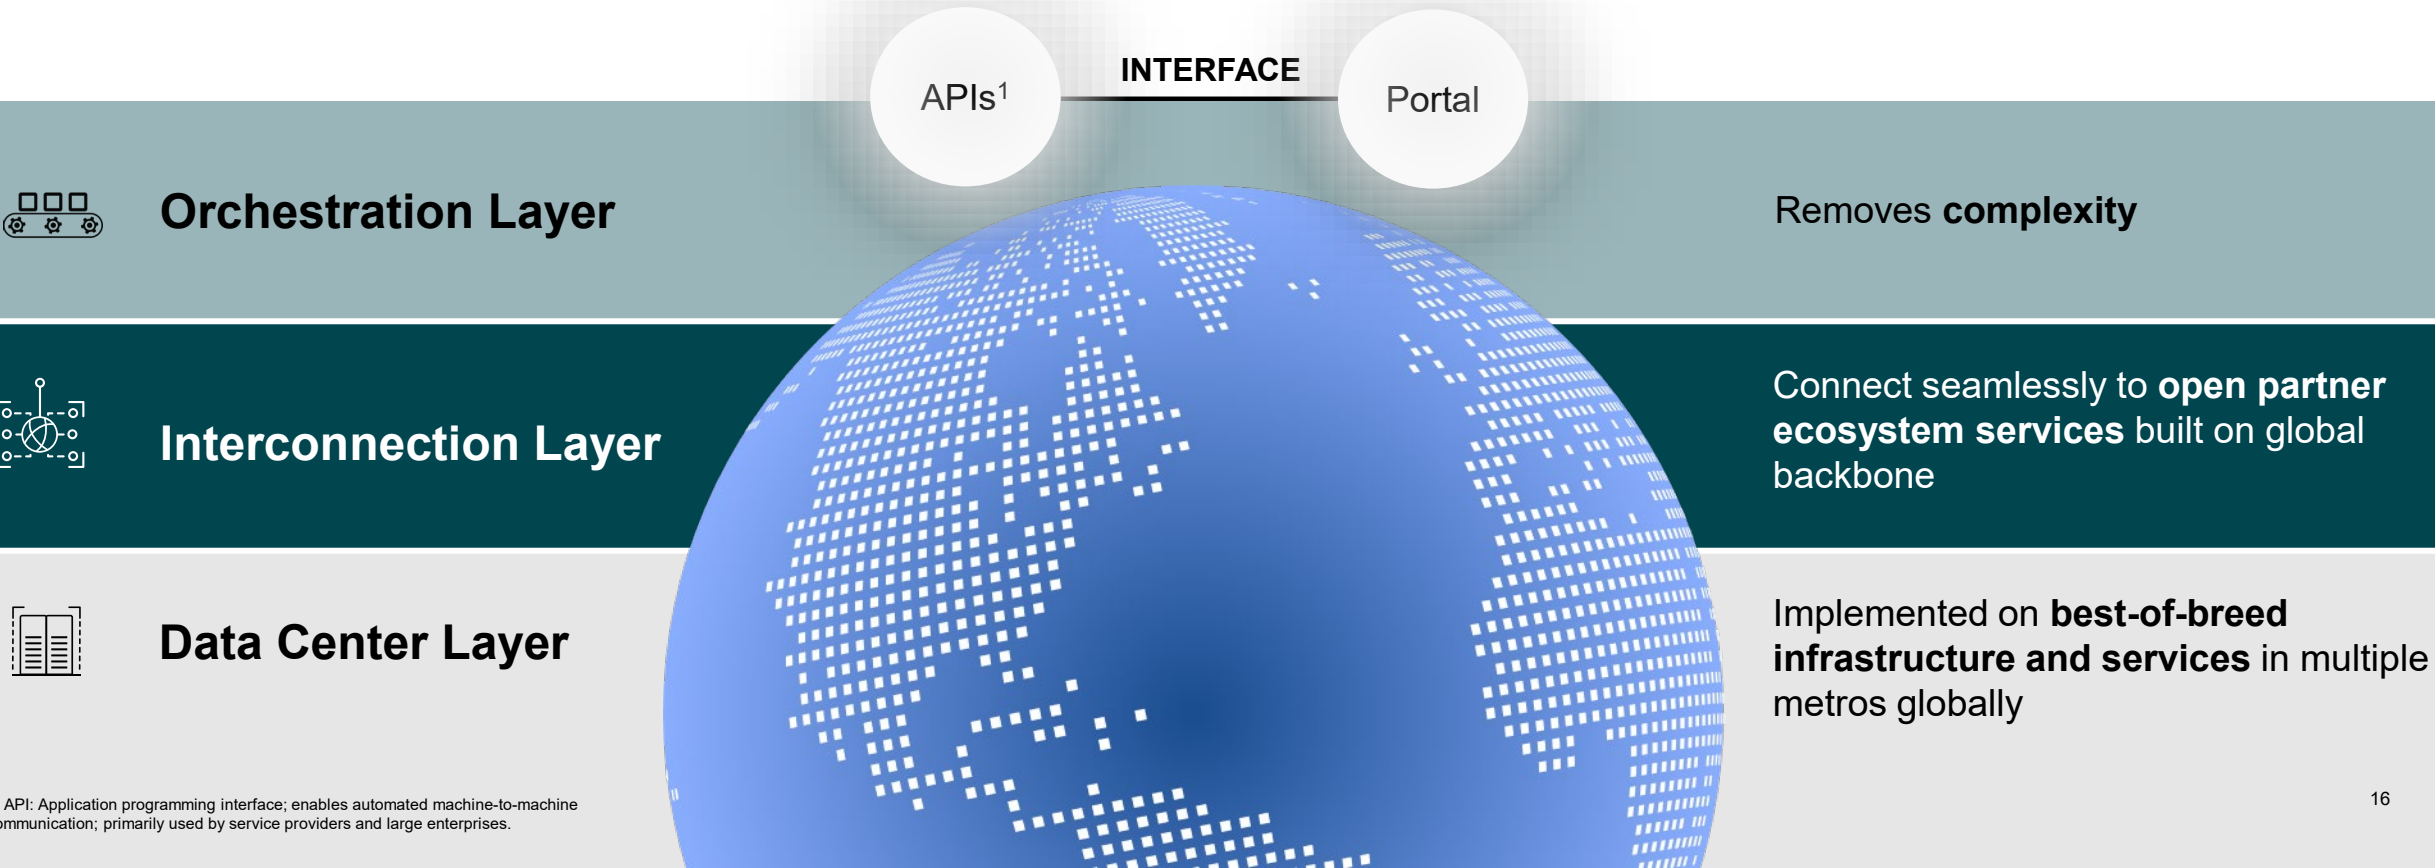 INTERFACE
APIs¹
Portal
Orchestration Layer
Removes complexity
Interconnection Layer
Connect seamlessly to open partner
ecosystem services built on global
backbone
Data Center Layer
Implemented on best-of-breed
infrastructure and services in multiple
metros globally
API: Application programming interface; enables automated machine-to-machine
ommunication; primarily used by service providers and large enterprises.
16